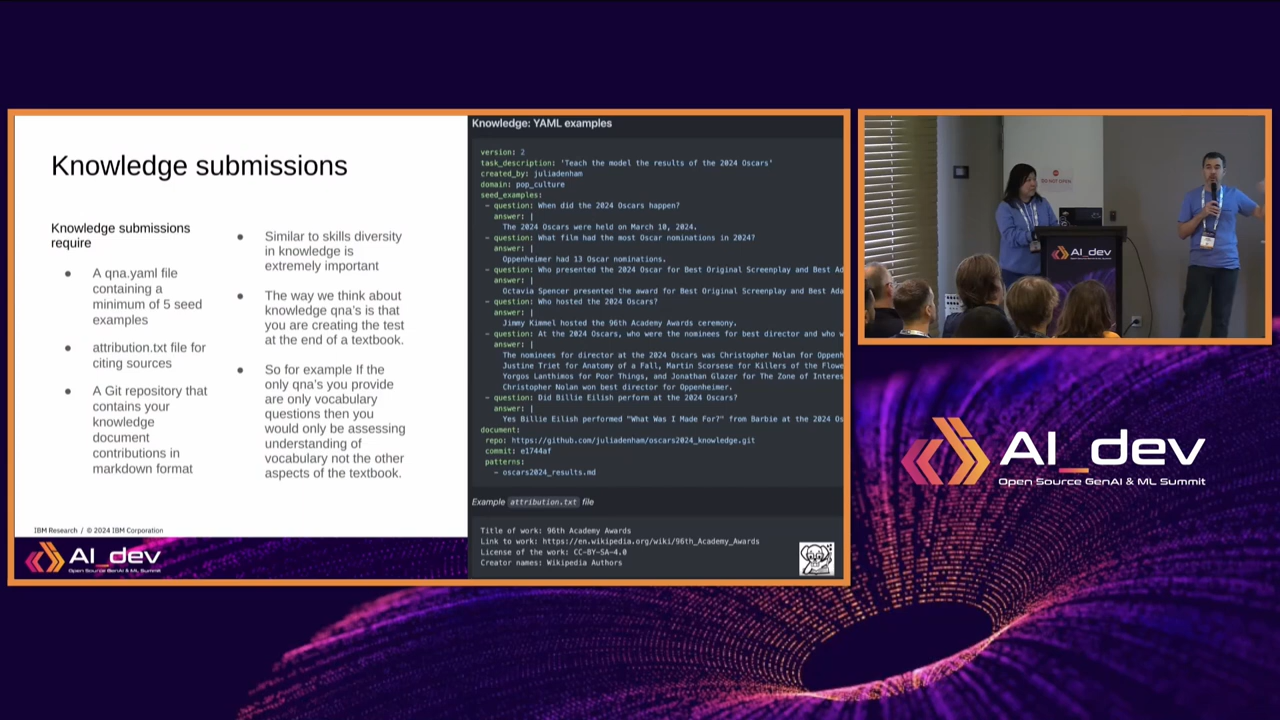 Knowledge submissions
Knowledge submissions
require
A qna.yaml file
containing a
minimum of 5 seed
examples
attribution.txt file for
citing sources
A Git repository that
contains your
knowledge
document
contributions in
markdown format
Similar to skills diversity
in knowledge is
extremely important
The way we think about
knowledge qna's is that
you are creating the test
at the end of a textbook.
So for example If the
only qna's you provide
are only vocabulary
questions then you
would only be assessing
understanding of
vocabulary not the other
aspects of the textbook.
IBM Research / © 2024 IBM Corporation
AI_dev
Open Source GenAI & ML Summit
Knowledge: YAML examples
version: 2
task_description: 'Teach the model the results of the 2024 Oscars'
created_by: juliadenham
domain: pop_culture
seed_examples:
- question: When did the 2024 Oscars happen?
answer: |
The 2024 Oscars were held on March 10, 2024.
- question: What film had the most Oscar nominations in 2024?
answer: |
Oppenheimer had 13 Oscar nominations.
- question: Who presented the 2024 Oscar for Best Original Screenplay and Best Ad
answer: |
Octavia Spencer presented the award for Best Original Screenplay and Best Ada
- question: Who hosted the 2024 Oscars?
answer: |
Jimmy Kimmel hosted the 96th Academy Awards ceremony.
- question: At the 2024 Oscars, who were the nominees for best director and who w
answer: |
The nominees for director at the 2024 Oscars was Christopher Nolan for Oppenh
Justine Triet for Anatomy of a Fall, Martin Scorsese for Killers of the Flowe
Yorgos Lanthimos for Poor Things, and Jonathan Glazer for The Zone of Interes
Christopher Nolan won best director for Oppenheimer.
- question: Did Billie Eilish perform at the 2024 Oscars?
answer: |
Yes Billie Eilish performed "What Was I Made For?" from Barbie at the 2024 Os
document:
repo: https://github.com/juliadenham/oscars2024_knowledge.git
commit: e1744af
patterns:
- oscars2024_results.md
Example attribution.txt file
Title of work: 96th Academy Awards
Link to work: https://en.wikipedia.org/wiki/96th_Academy_Awards
License of the work: CC-BY-SA-4.0
Creator names: Wikipedia Authors
DO NOT OPEN
AI_dev
AI_dev
Open Source GenAI & ML Summit